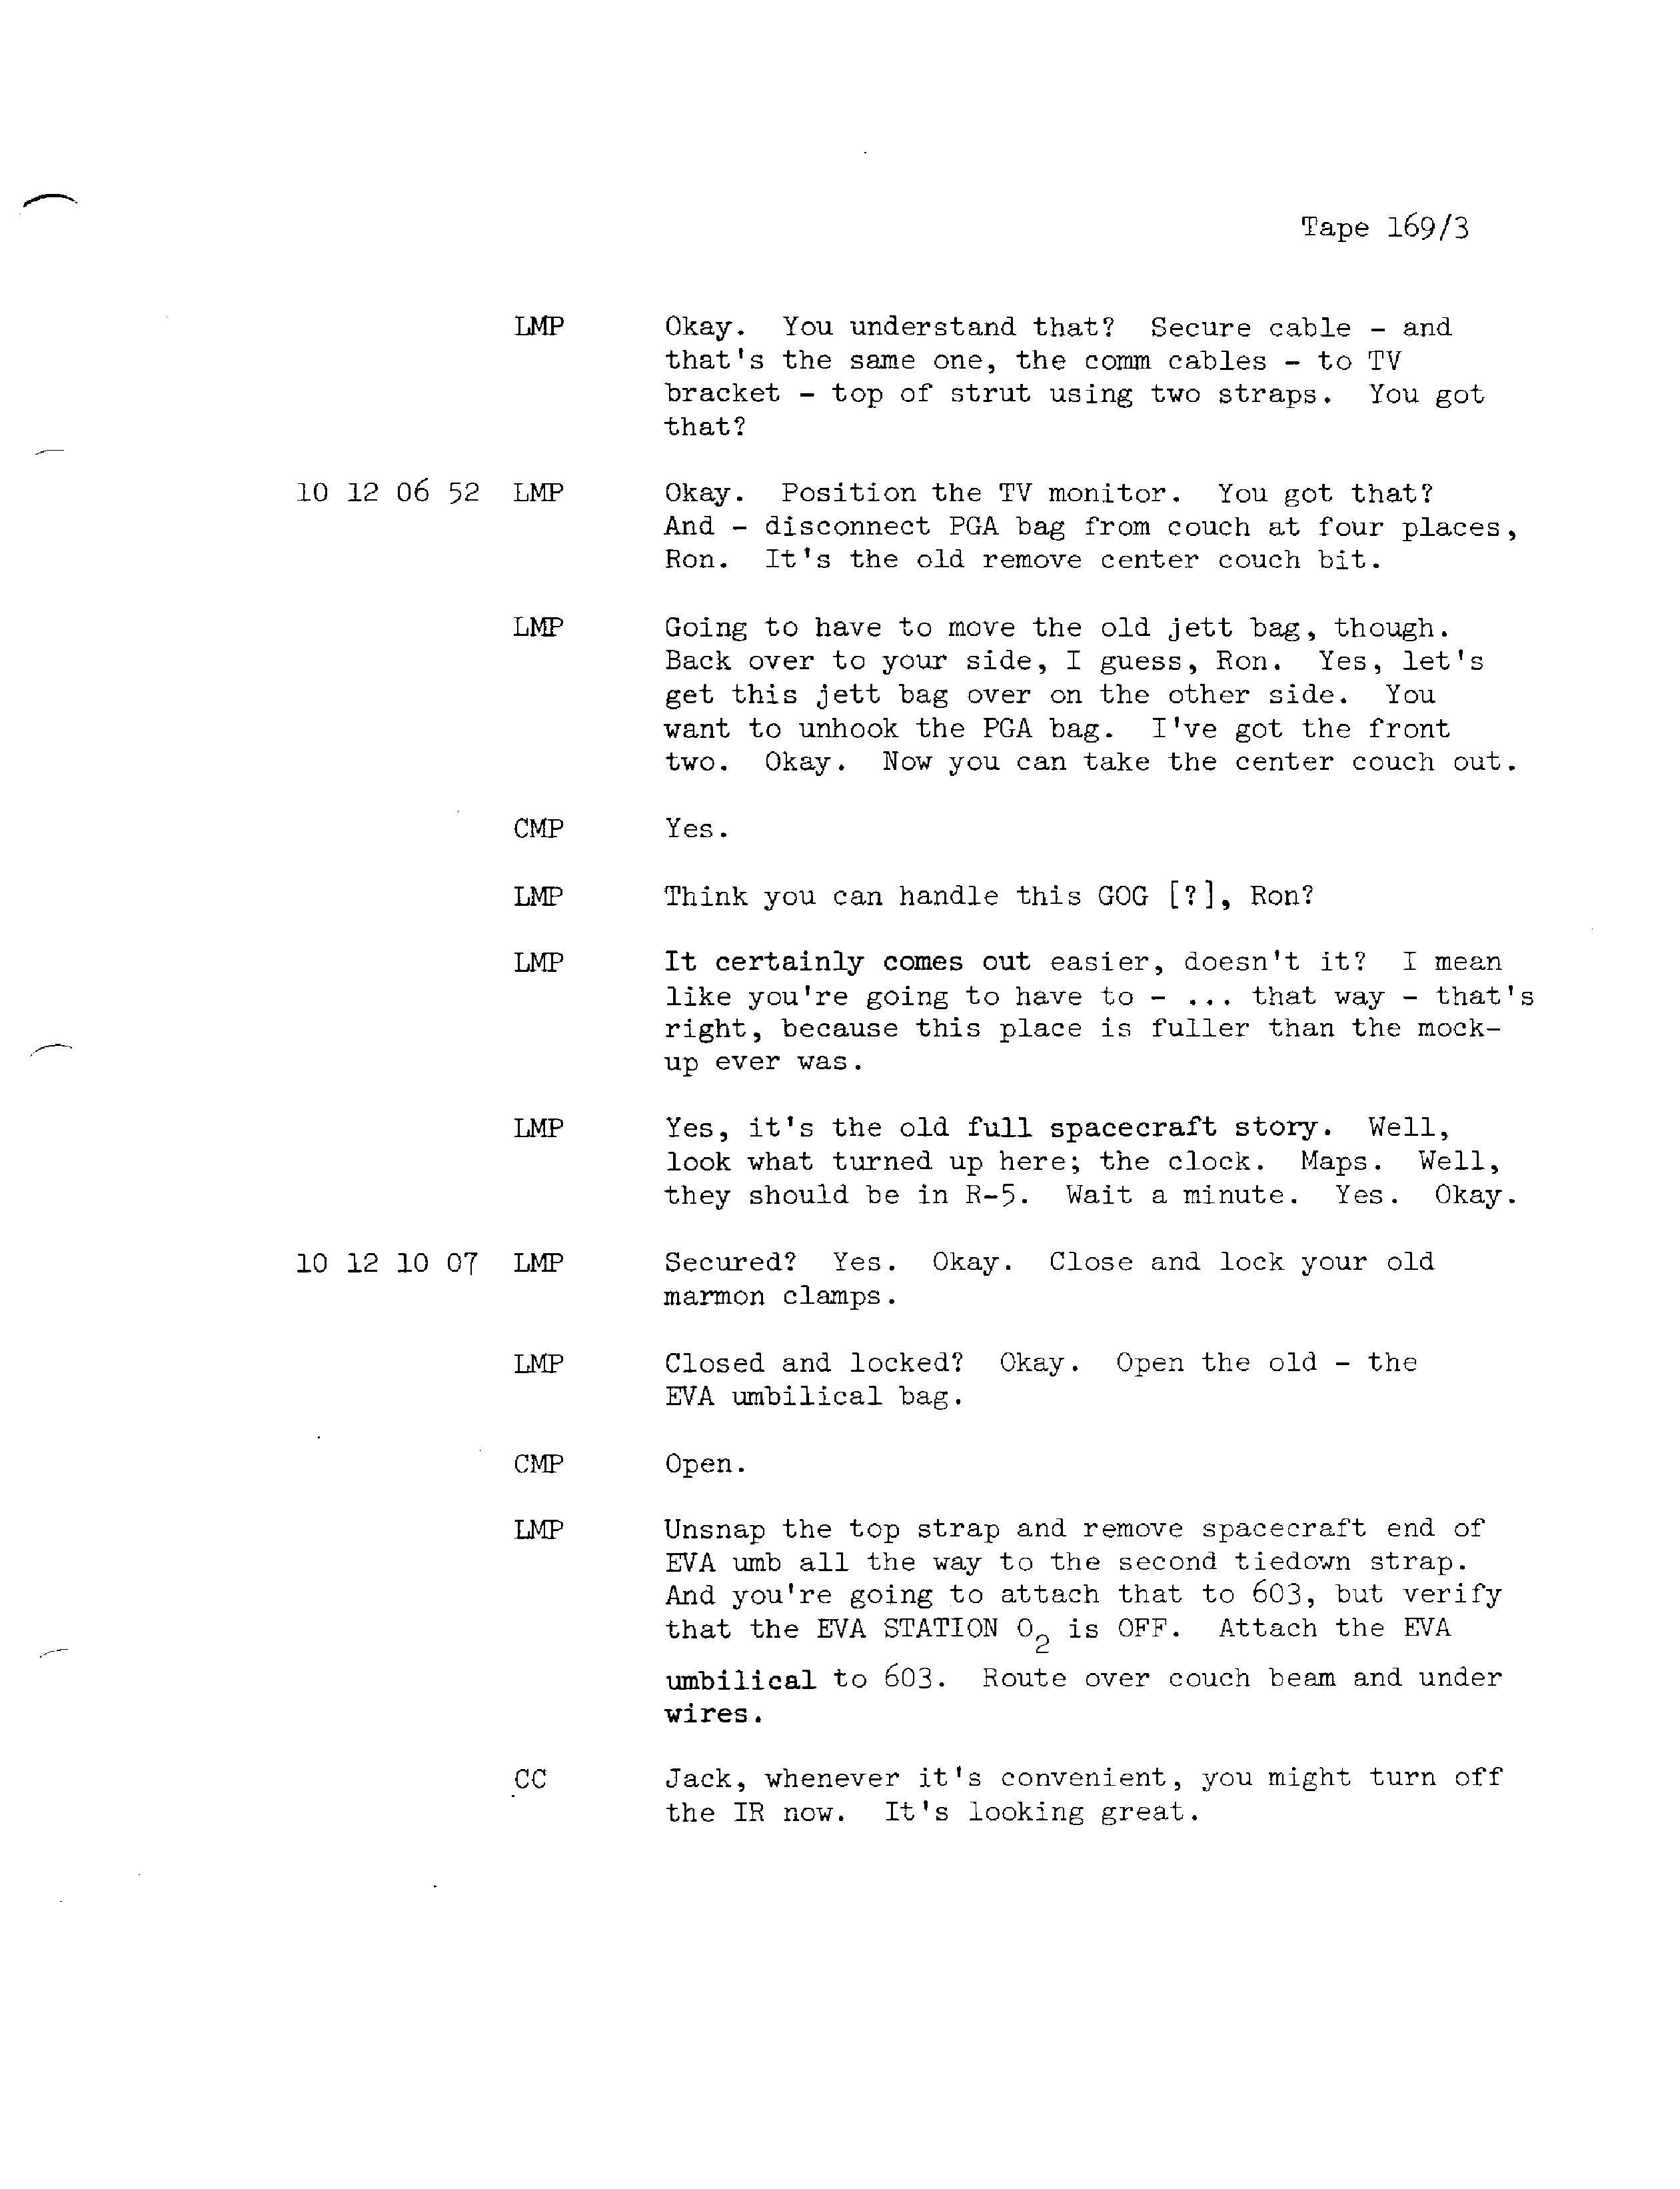 Tape 169/3
LMP Okay. You understand that? Secure cable - and
that's the same one, the comm cables - to TV
bracket - top of strut using two straps. You got
that?
10 12 06 52 LMP Okay. Position the TV monitor. You got that?
And - disconnect PGA bag from couch at four places,
Ron. It's the old remove center couch bit.
LMP Going to have to move the old jett bag, though.
Back over to your side, I guess, Ron. Yes, let's
get this jett bag over on the other side. You
want to unhook the PGA bag. I've got the front
two. Okay. Now you can take the center couch out.
CMP Yes.
LMP Think you can handle this GOG [?], Ron?
LMP It certainly comes out easier, doesn't it? I mean
like you're going to have to - ... that way - that's
right, because this place is fuller than the mock-
up ever was.
LMP Yes, it's the old full spacecraft story. Well,
look what turned up here; the clock. Maps. Well,
they should be in R-5. Wait a minute. Yes. Okay.
10 12 10 07 LMP Secured? Yes. Okay. Close and lock your old
marmon clamps.
LMP Closed and locked? Okay. Open the old - the
EVA umbilical bag.
CMP Open.
LMP Unsnap the top strap and remove spacecraft end of
EVA umb all the way to the second tiedown strap.
And you're going to attach that to 603, but verify
that the EVA STATION O2 is OFF. Attach the EVA
umbilical to 603. Route over couch beam and under
wires.
CC Jack, whenever it's convenient, you might turn off
the IR now. It's looking great.